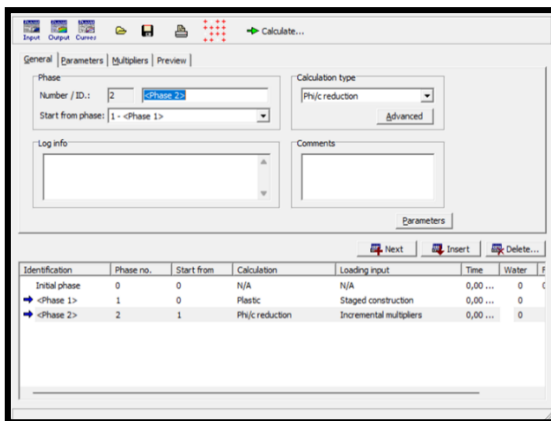 Input Output Curves Calculate...
General Parameters Multipliers Preview
Phase
Number / ID.: 2 <Phase 2>
Start from phase: 1 - <Phase 1>
Calculation type
Phi/c reduction
Advanced
Log info
Comments
Parameters
Next Insert Delete...
Identification Phase no. Start from Calculation Loading input Time Water F
Initial phase 0 0 N/A N/A 0,00 ... 0 0
<Phase 1> 1 0 Plastic Staged construction 0,00 ... 0
<Phase 2> 2 1 Phi/c reduction Incremental multipliers 0,00 ... 0